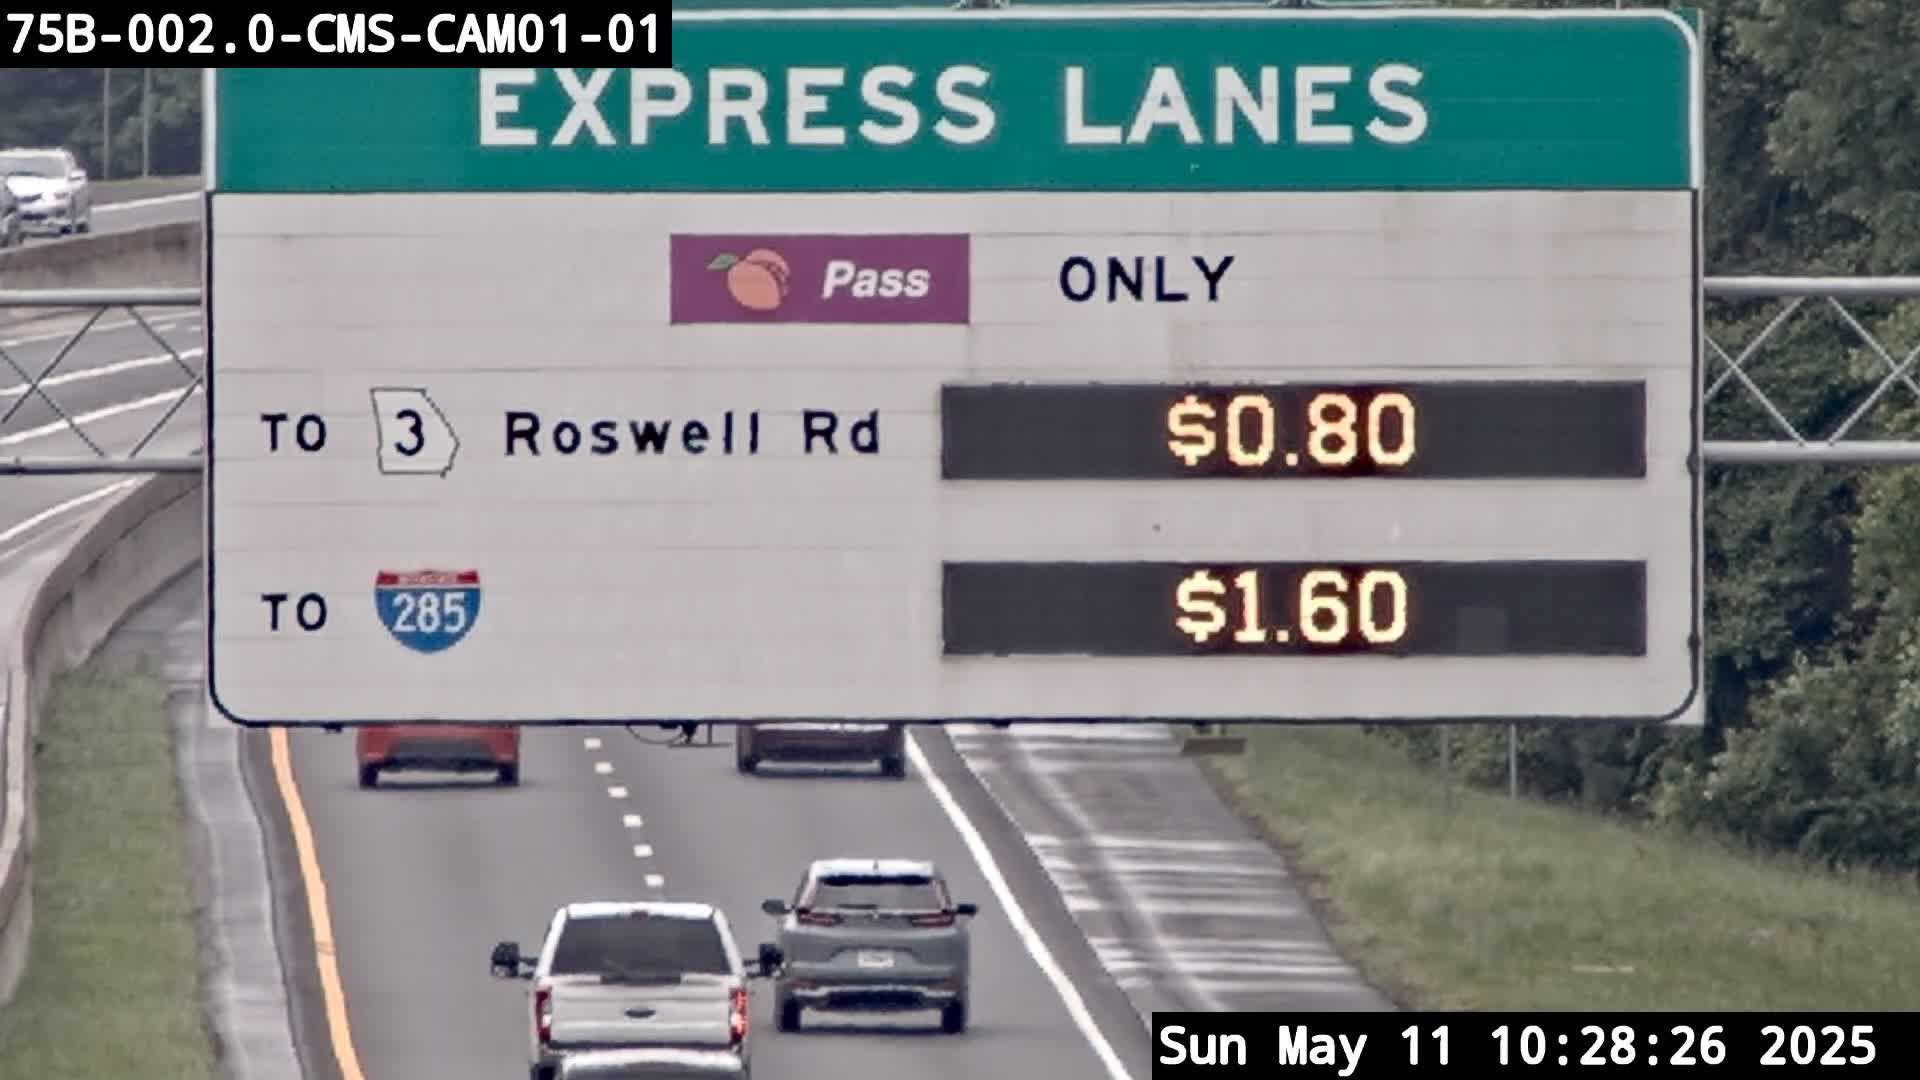 75B-002.0-CMS-CAM01-01
EXPRESS LANES
Pass ONLY
TO 3 Roswell Rd $0.80
TO 285 $1.60
Sun May 11 10:28:26 2025